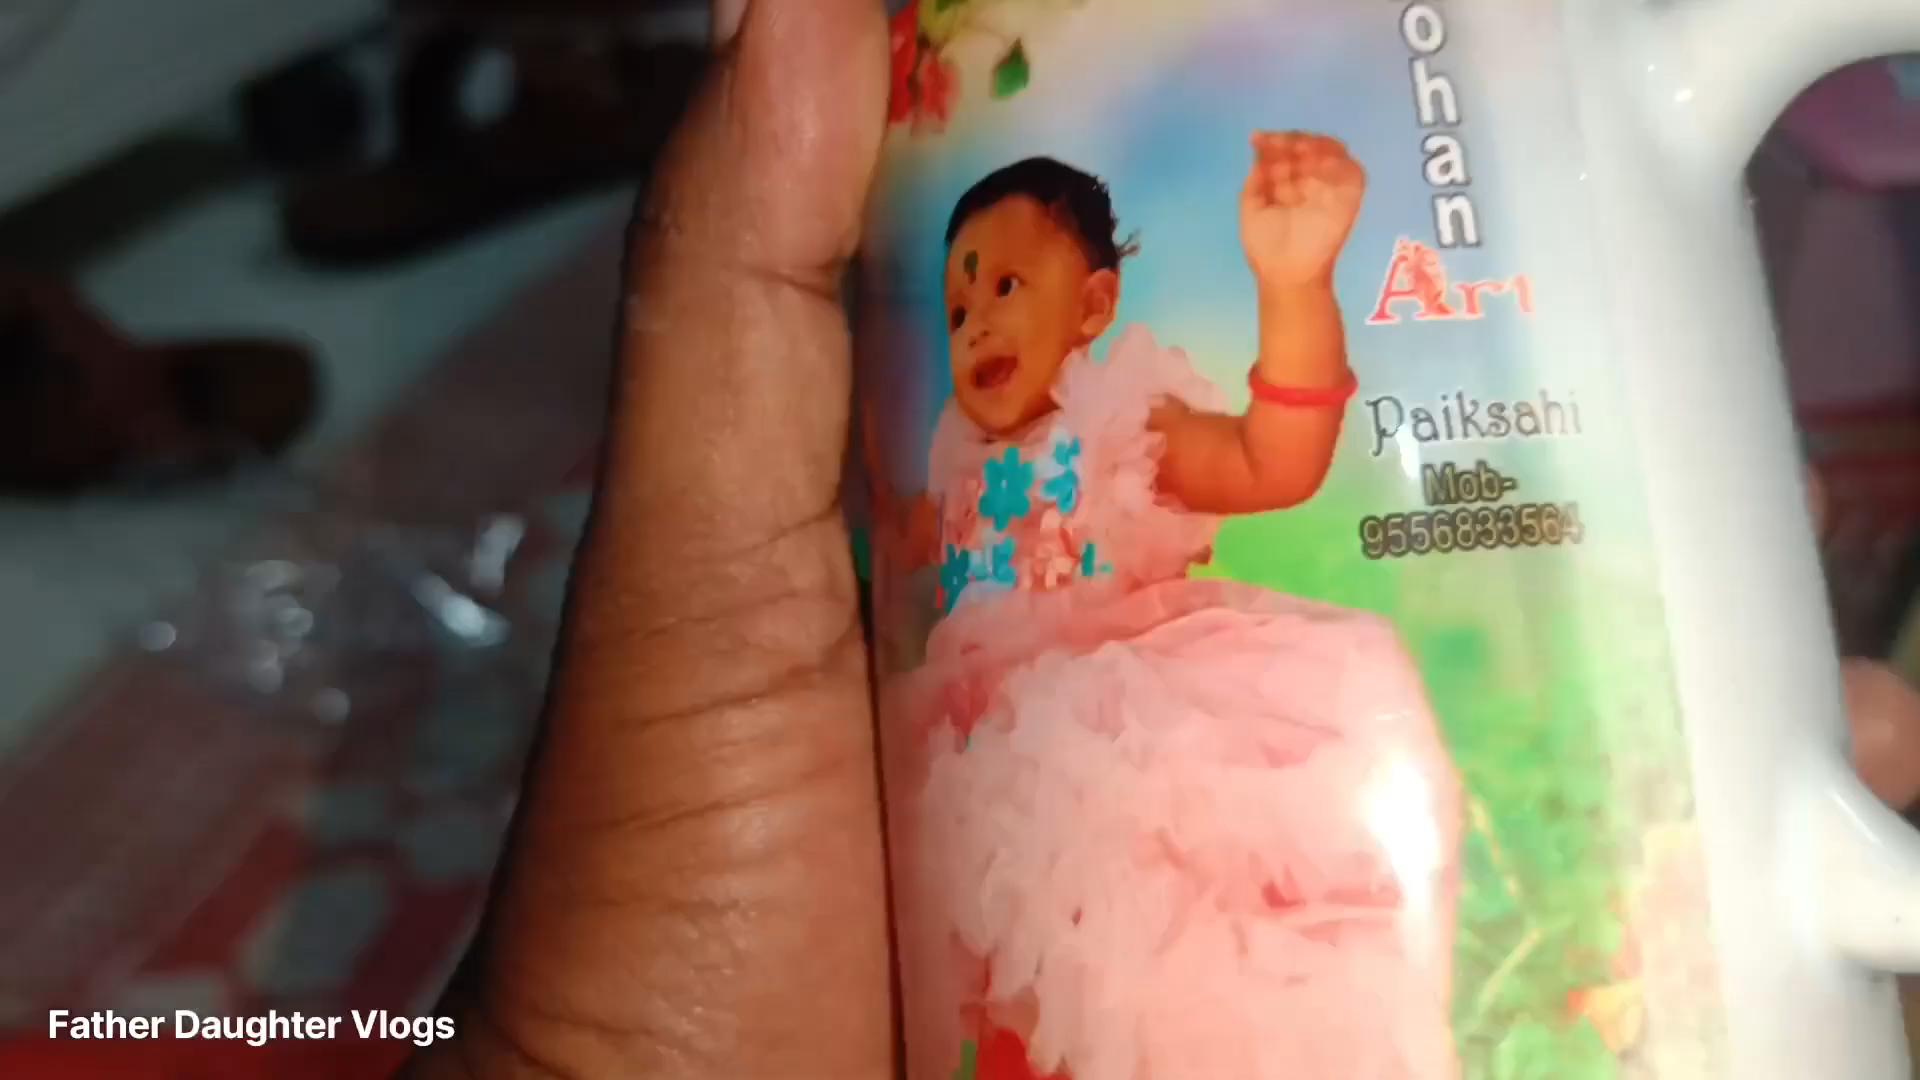 ohan
Art
Paiksahi
Mob-
9556833564
Father Daughter Vlogs